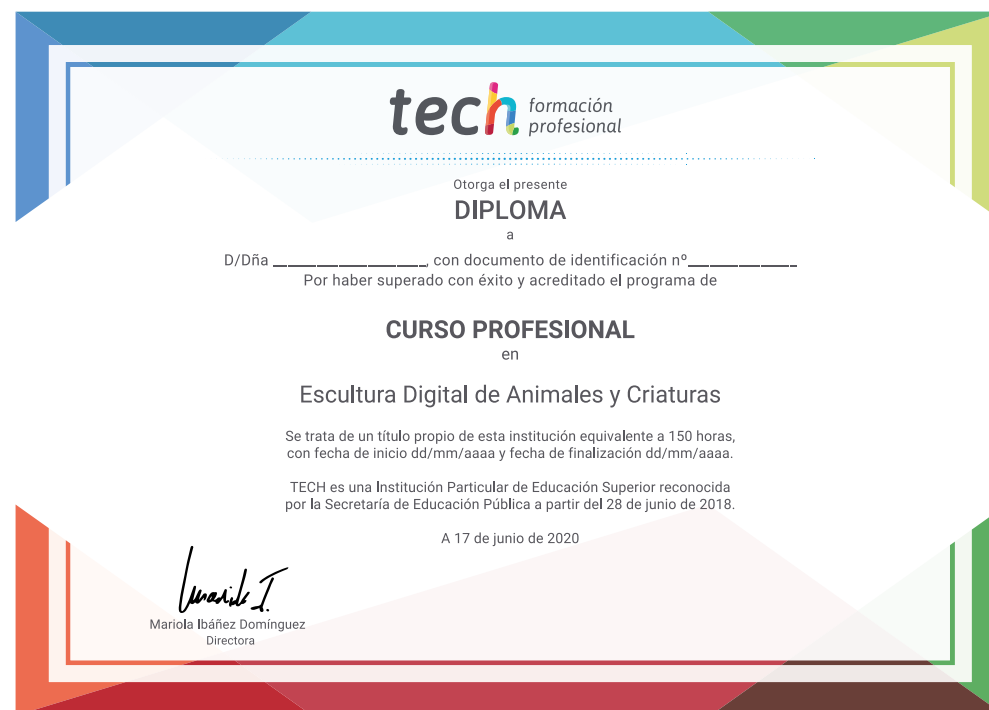 tech formación
profesional
Otorga el presente
DIPLOMA
a
D/Dña ____________________, con documento de identificación nº______________
Por haber superado con éxito y acreditado el programa de
CURSO PROFESIONAL
en
Escultura Digital de Animales y Criaturas
Se trata de un título propio de esta institución equivalente a 150 horas,
con fecha de inicio dd/mm/aaaa y fecha de finalización dd/mm/aaaa.
TECH es una Institución Particular de Educación Superior reconocida
por la Secretaría de Educación Pública a partir del 28 de junio de 2018.
A 17 de junio de 2020
Mariola Ibáñez Domínguez
Directora